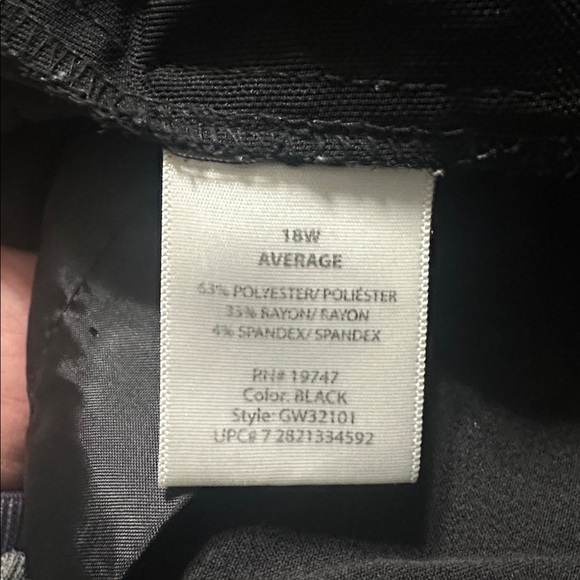 18W
AVERAGE
63% POLYESTER/ POLIÉSTER
33% RAYON/ RAYON
4% SPANDEX/ SPANDEX
RN# 19747
Color: BLACK
Style: GW32101
UPC# 7 2821334592